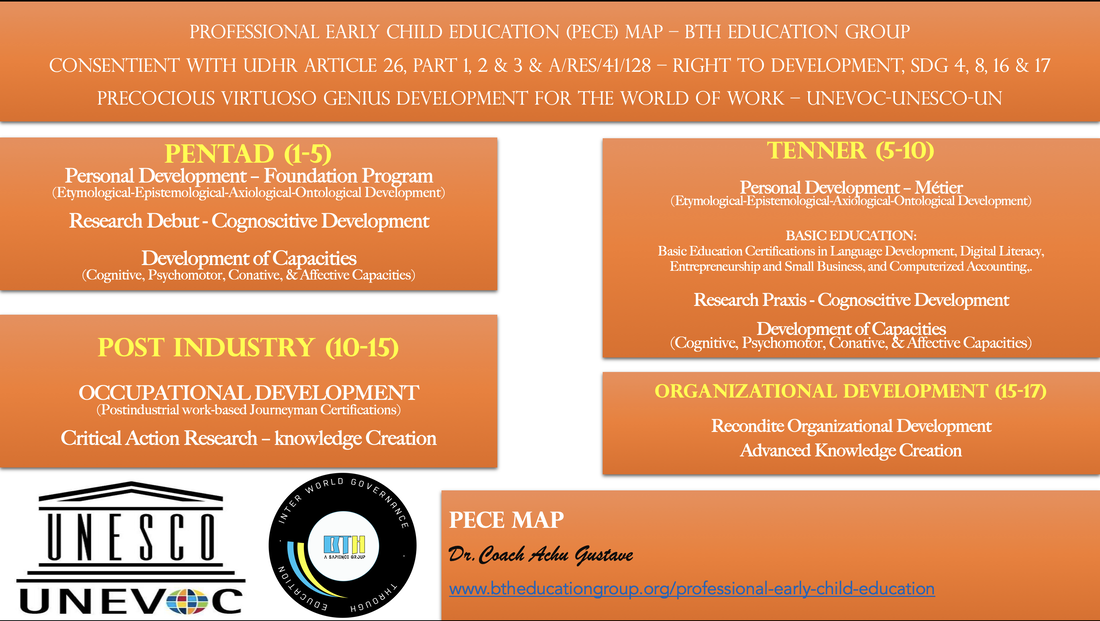 PROFESSIONAL EARLY CHILD EDUCATION (PECE) MAP – BTH EDUCATION GROUP
CONSENTIENT WITH UDHR ARTICLE 26, PART 1, 2 & 3 & A/RES/41/128 – RIGHT TO DEVELOPMENT, SDG 4, 8, 16 & 17
PRECOCIOUS VIRTUOSO GENIUS DEVELOPMENT FOR THE WORLD OF WORK – UNEVOC-UNESCO-UN
PENTAD (1-5)
Personal Development – Foundation Program
(Etymological-Epistemological-Axiological-Ontological Development)
Research Debut - Cognoscitive Development
Development of Capacities
(Cognitive, Psychomotor, Conative, & Affective Capacities)
TENNER (5-10)
Personal Development – Métier
(Etymological-Epistemological-Axiological-Ontological Development)
BASIC EDUCATION:
Basic Education Certifications in Language Development, Digital Literacy,
Entrepreneurship and Small Business, and Computerized Accounting,.
Research Praxis - Cognoscitive Development
Development of Capacities
(Cognitive, Psychomotor, Conative, & Affective Capacities)
POST INDUSTRY (10-15)
OCCUPATIONAL DEVELOPMENT
(Postindustrial work-based Journeyman Certifications)
Critical Action Research – knowledge Creation
ORGANIZATIONAL DEVELOPMENT (15-17)
Recondite Organizational Development
Advanced Knowledge Creation
UNESCO
UNEVOC
INTER WORLD GOVERNANCE
THROUGH EDUCATION
BTH
A SAPIENCE GROUP
PECE MAP
Dr. Coach Achu Gustave
www.btheducationgroup.org/professional-early-child-education